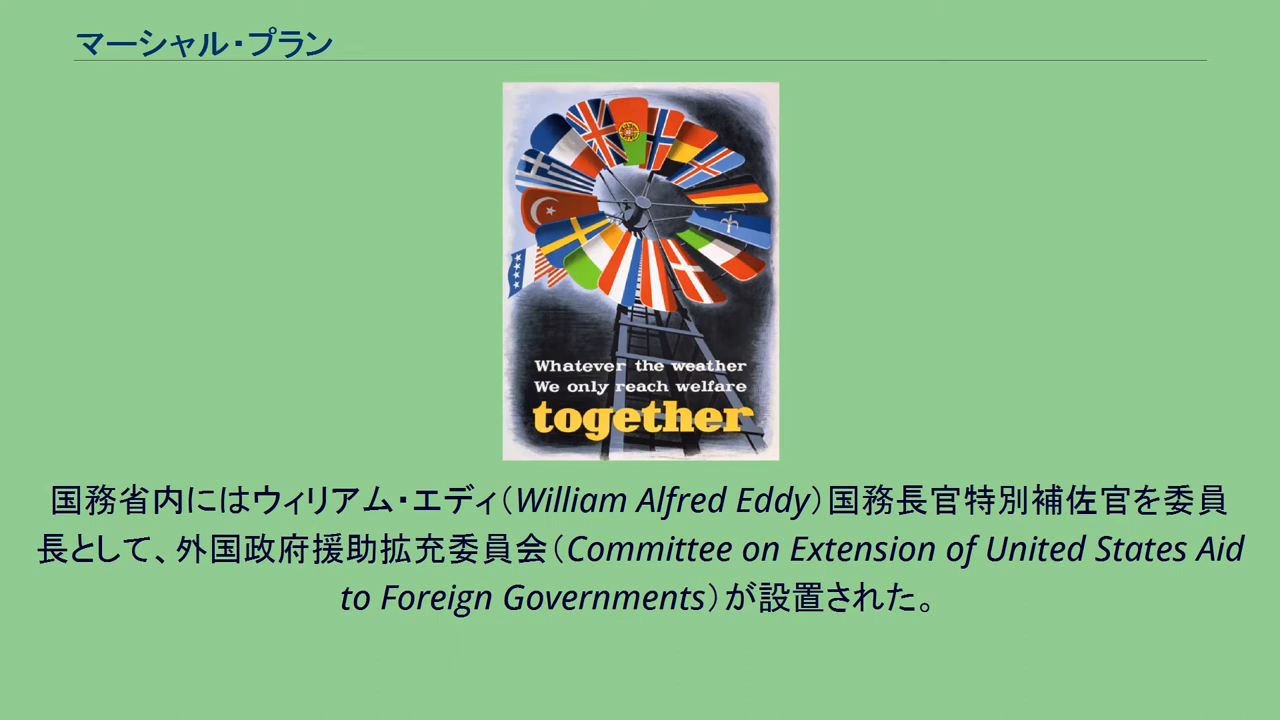 マーシャル・プラン
Whatever the weather
We only reach welfare
together
国務省内にはウィリアム・エディ（William Alfred Eddy）国務長官特別補佐官を委員
長として、外国政府援助拡充委員会（Committee on Extension of United States Aid
to Foreign Governments）が設置された。